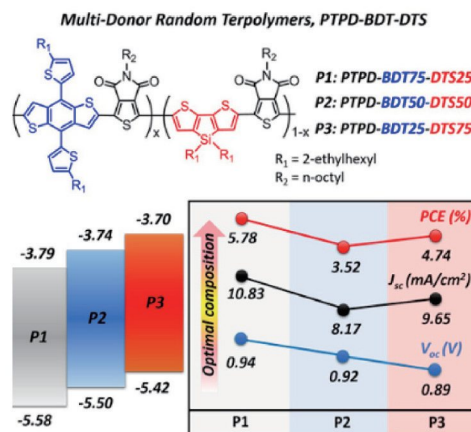 Multi-Donor Random Terpolymers, PTPD-BDT-DTS
R₁
R₂
S
O
N
O
O
N
O
R₂
P1: PTPD-BDT75-DTS25
P2: PTPD-BDT50-DTS50
P3: PTPD-BDT25-DTS75
S
S
S
S
S
x
S
Si
S
R₁
R₁
S
1-x
R₁
R₁ = 2-ethylhexyl
R₂ = n-octyl
-3.79
-3.74
-3.70
P1
P2
P3
-5.58
-5.50
-5.42
Optimal composition
PCE (%)
5.78
3.52
4.74
Jsc (mA/cm²)
10.83
8.17
9.65
Voc (V)
0.94
0.92
0.89
P1
P2
P3